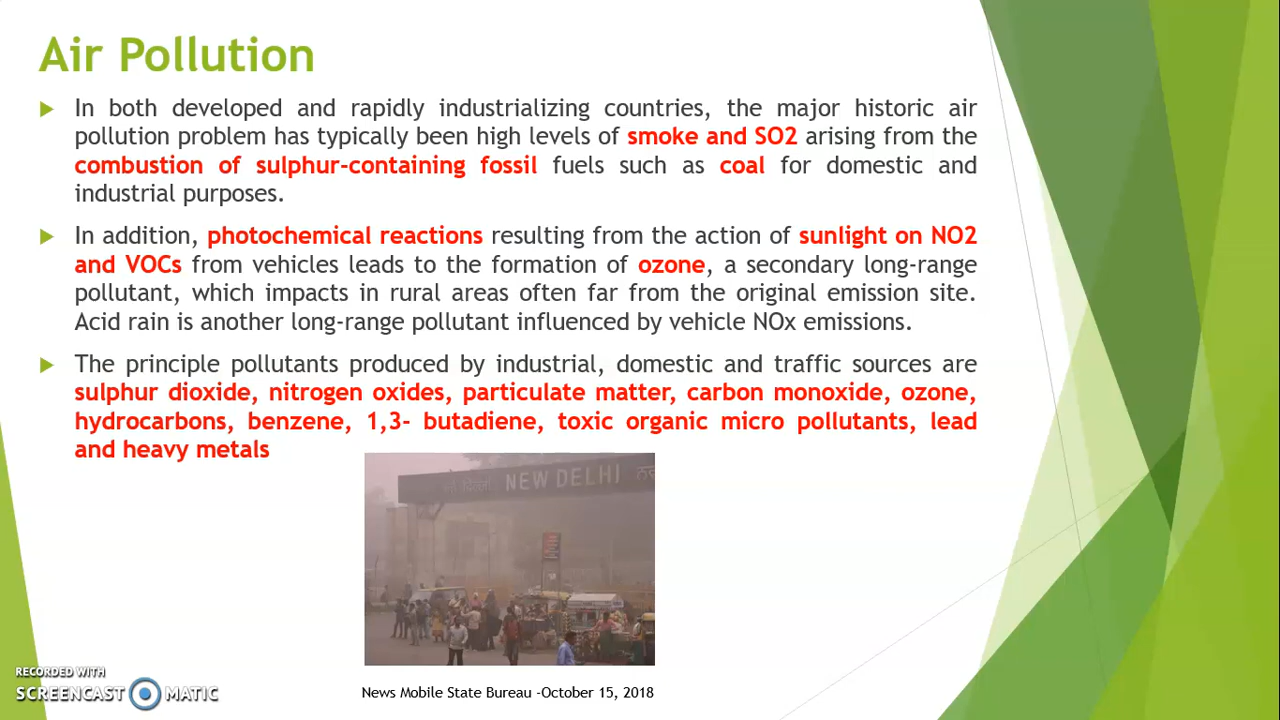 Air Pollution
In both developed and rapidly industrializing countries, the major historic air
pollution problem has typically been high levels of smoke and SO2 arising from the
combustion of sulphur-containing fossil fuels such as coal for domestic and
industrial purposes.
In addition, photochemical reactions resulting from the action of sunlight on NO2
and VOCs from vehicles leads to the formation of ozone, a secondary long-range
pollutant, which impacts in rural areas often far from the original emission site.
Acid rain is another long-range pollutant influenced by vehicle NOx emissions.
The principle pollutants produced by industrial, domestic and traffic sources are
sulphur dioxide, nitrogen oxides, particulate matter, carbon monoxide, ozone,
hydrocarbons, benzene, 1,3- butadiene, toxic organic micro pollutants, lead
and heavy metals
NEW DELHI
RECORDED WITH
SCREENCAST MATIC
News Mobile State Bureau -October 15, 2018